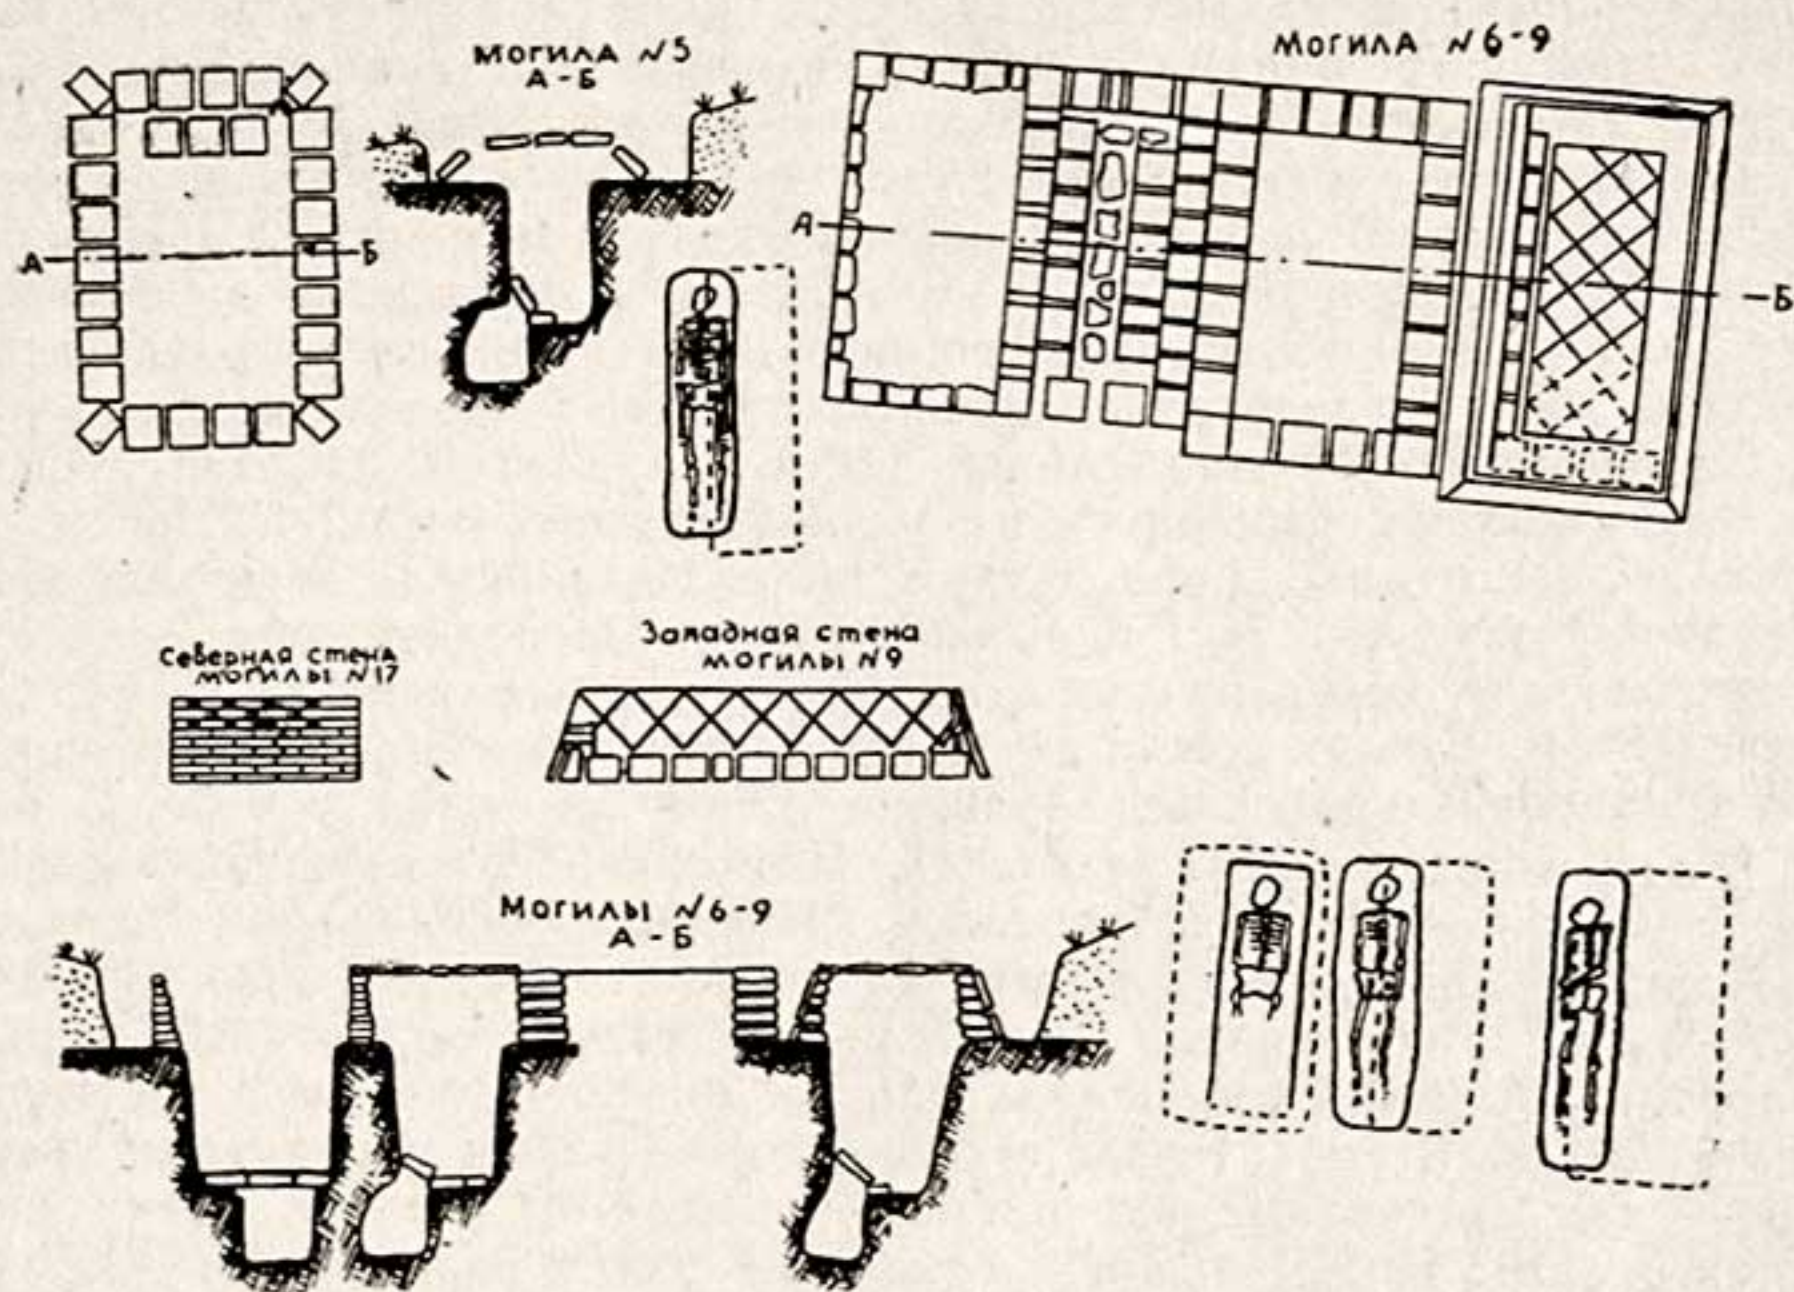 Могила №5
А-Б
А
Б
Могила №6-9
А
Б
Северная стена
могилы №17
Западная стена
могилы №9
Могилы №6-9
А-Б